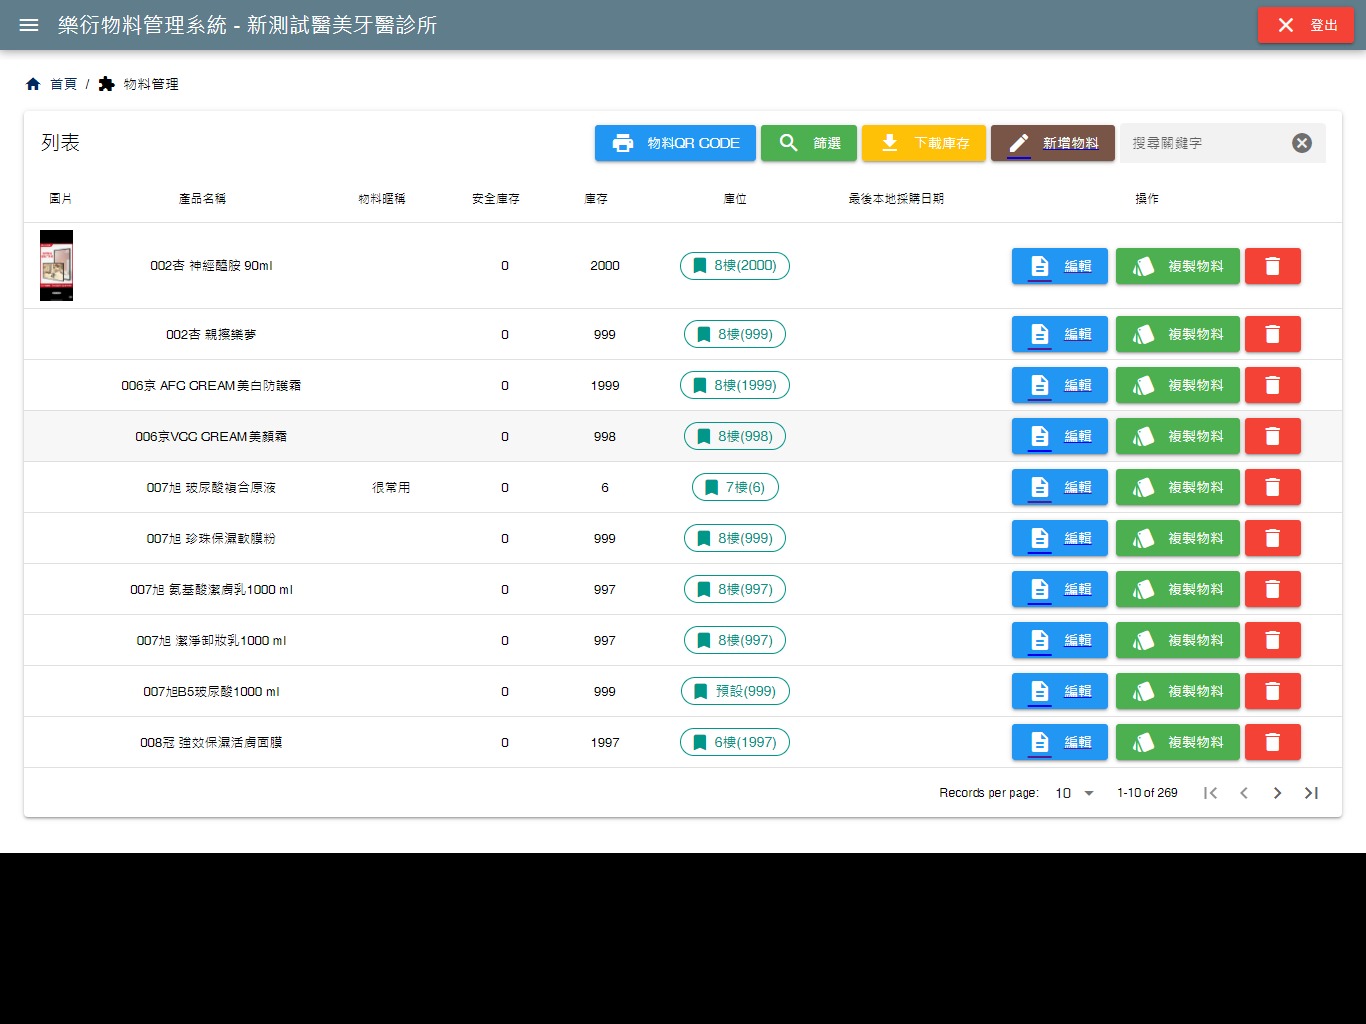 樂衍物料管理系統 - 新測試醫美牙醫診所 登出
首頁 / 物料管理
列表 物料QR CODE 篩選 下載庫存 新增物料 搜尋關鍵字
圖片 產品名稱 物料暱稱 安全庫存 庫存 庫位 最後本地採購日期 操作
002杏 神經醯胺 90ml 0 2000 8樓(2000) 編輯 複製物料
002杏 親擦樂夢 0 999 8樓(999) 編輯 複製物料
006京 AFC CREAM美白防護霜 0 1999 8樓(1999) 編輯 複製物料
006京VCC CREAM美顏霜 0 998 8樓(998) 編輯 複製物料
007旭 玻尿酸複合原液 很常用 0 6 7樓(6) 編輯 複製物料
007旭 珍珠保濕軟膜粉 0 999 8樓(999) 編輯 複製物料
007旭 氨基酸潔膚乳1000 ml 0 997 8樓(997) 編輯 複製物料
007旭 潔淨卸妝乳1000 ml 0 997 8樓(997) 編輯 複製物料
007旭B5玻尿酸1000 ml 0 999 預設(999) 編輯 複製物料
008冠 強效保濕活膚面膜 0 1997 6樓(1997) 編輯 複製物料
Records per page: 10 1-10 of 269